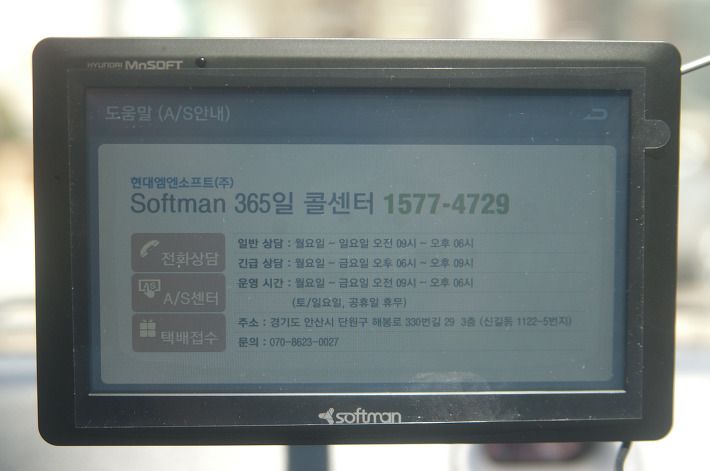 HYUNDAI MnSOFT
도움말 (A/S안내)
현대엠엔소프트(주)
Softman 365일 콜센터 1577-4729
전화상담
일반 상담 : 월요일 ~ 일요일 오전 09시 ~ 오후 06시
긴급 상담 : 월요일 ~ 금요일 오후 06시 ~ 오후 09시
A/S센터
운영 시간 : 월요일 ~ 금요일 오전 09시 ~ 오후 06시
(토/일요일, 공휴일 휴무)
택배접수
주소 : 경기도 안산시 단원구 해봉로 330번길 29 3층 (신길동 1122-5번지)
문의 : 070-8623-0027
softman